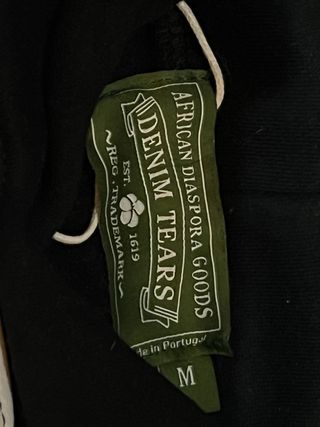 AFRICAN DIASPORA GOODS
DENIM TEARS
EST. 1619
~REG. TRADEMARK~
de in Portugal
M